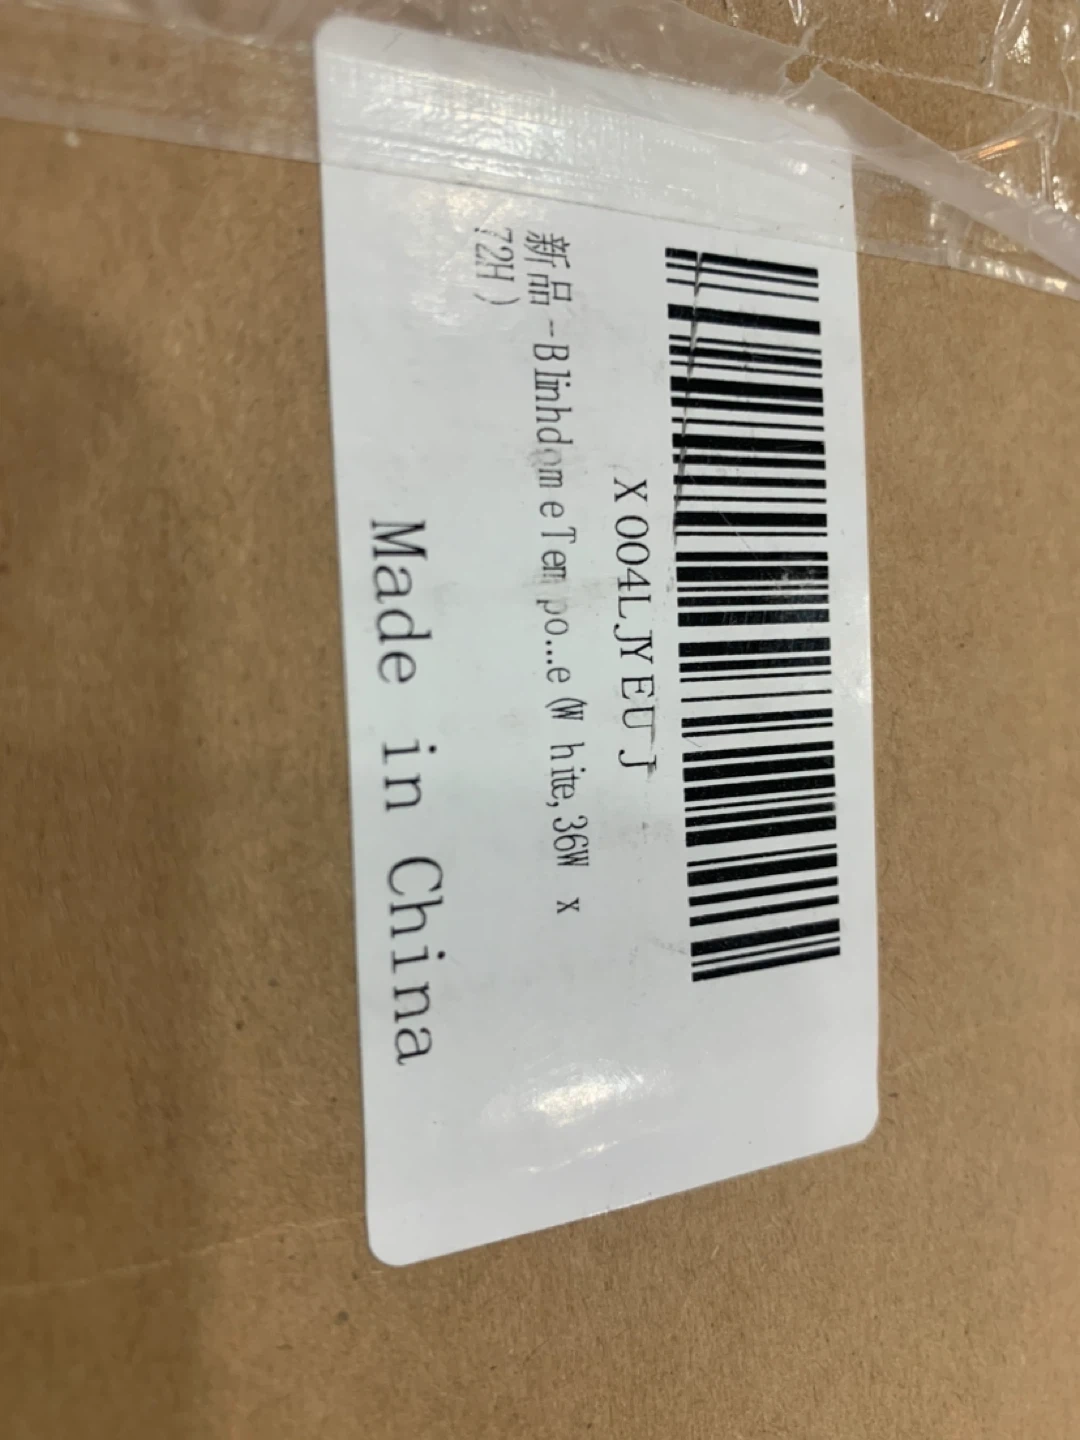 X004LJYEUJ
新品 -Blinhdome Tempo...e (White, 36W x
72H )
Made in China